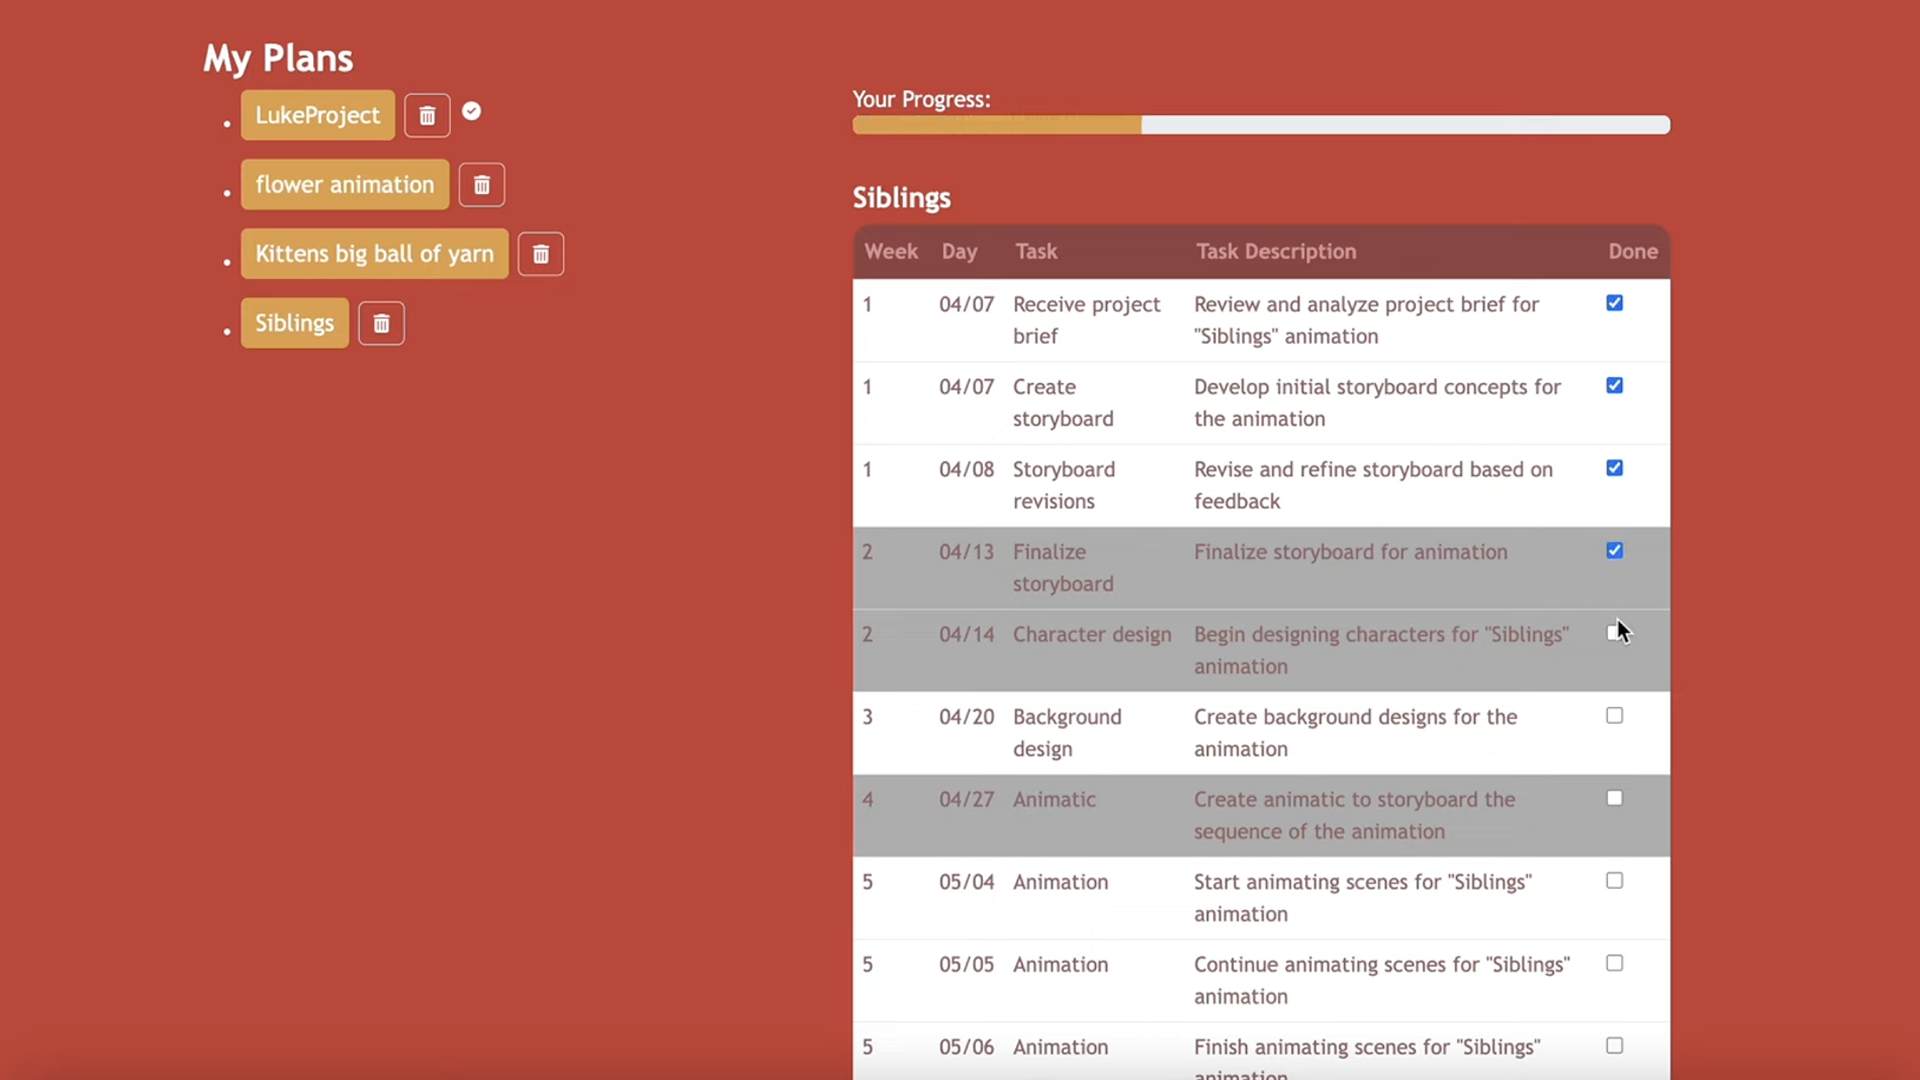 My Plans
LukeProject
flower animation
Kittens big ball of yarn
Siblings
Your Progress:
Siblings
Week Day Task Task Description Done
1 04/07 Receive project Review and analyze project brief for
brief "Siblings" animation
1 04/07 Create Develop initial storyboard concepts for
storyboard the animation
1 04/08 Storyboard Revise and refine storyboard based on
revisions feedback
2 04/13 Finalize Finalize storyboard for animation
storyboard
2 04/14 Character design Begin designing characters for "Siblings"
animation
3 04/20 Background Create background designs for the
design animation
4 04/27 Animatic Create animatic to storyboard the
sequence of the animation
5 05/04 Animation Start animating scenes for "Siblings"
animation
5 05/05 Animation Continue animating scenes for "Siblings"
animation
5 05/06 Animation Finish animating scenes for "Siblings"
animation